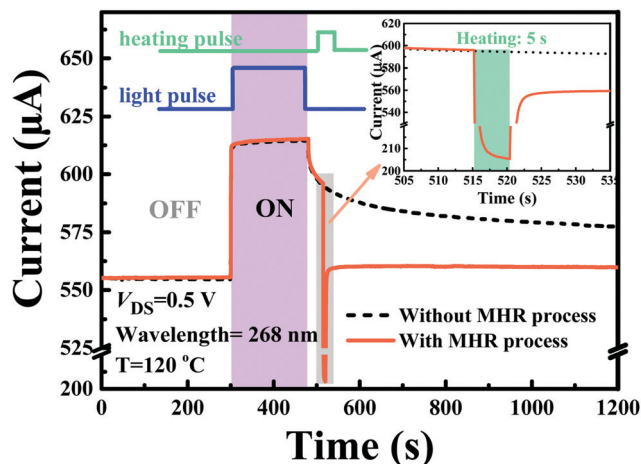 heating pulse
light pulse
OFF
ON
V_DS=0.5 V
Wavelength= 268 nm
T=120 °C
Without MHR process
With MHR process
Current (μA)
650
625
600
575
550
525
200
0
200
400
600
800
1000
1200
Time (s)
Heating: 5 s
Current (μA)
620
600
580
560
210
200
505
510
515
520
525
530
535
Time (s)